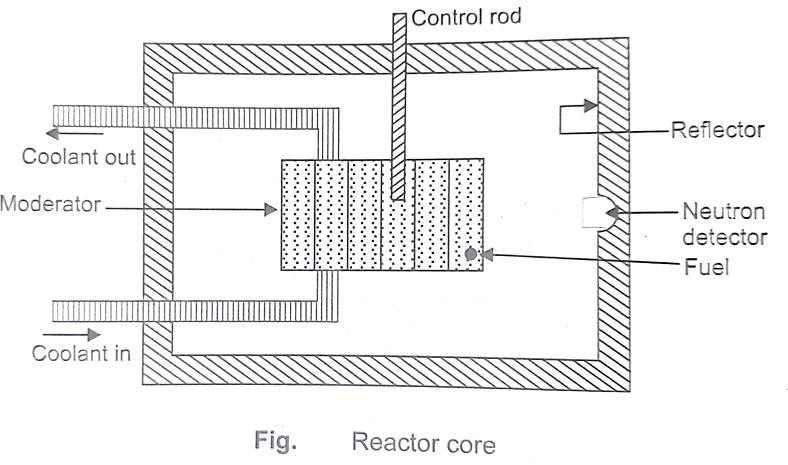 Control rod
Coolant out
Reflector
Moderator
Neutron
detector
Fuel
Coolant in
Fig. Reactor core